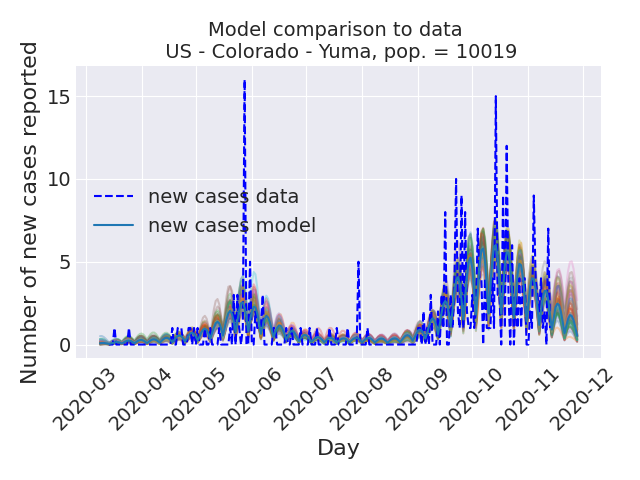 Model comparison to data
US - Colorado - Yuma, pop. = 10019
Number of new cases reported
15
10
5
0
new cases data
new cases model
2020-03
2020-04
2020-05
2020-06
2020-07
2020-08
2020-09
2020-10
2020-11
2020-12
Day